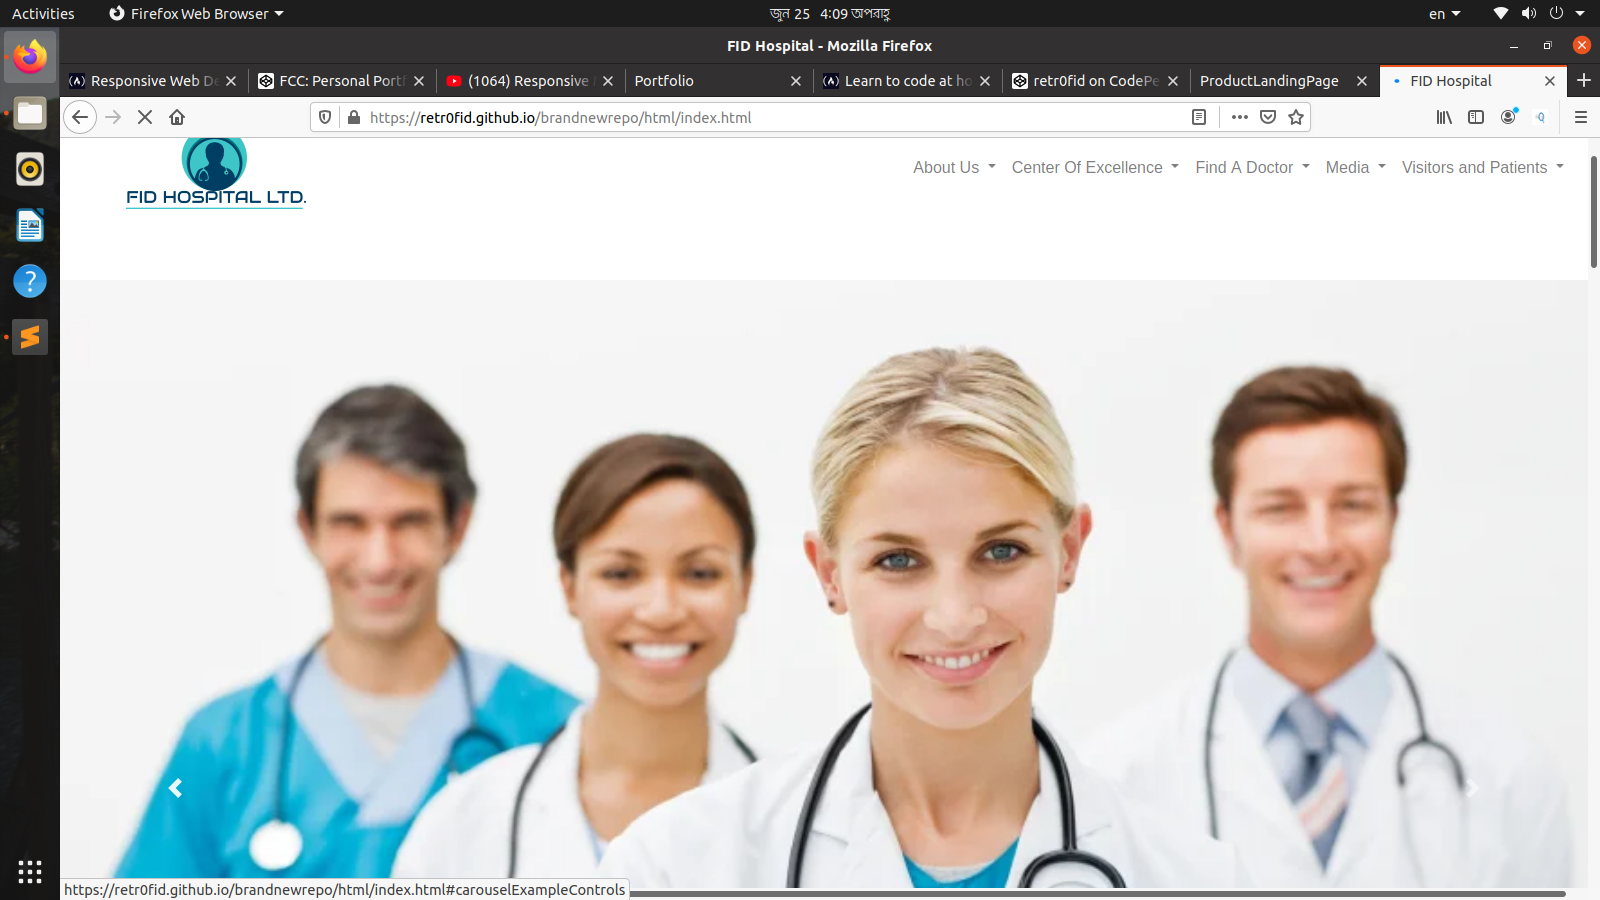 Activities
Firefox Web Browser
জুন 25 4:09 অপরাহ্ণ
en
FID Hospital - Mozilla Firefox
Responsive Web De
FCC: Personal Portf
(1064) Responsive
Portfolio
Learn to code at ho
retr0fid on CodePe
ProductLandingPage
FID Hospital
https://retr0fid.github.io/brandnewrepo/html/index.html
FID HOSPITAL LTD.
About Us
Center Of Excellence
Find A Doctor
Media
Visitors and Patients
https://retr0fid.github.io/brandnewrepo/html/index.html#carouselExampleControls